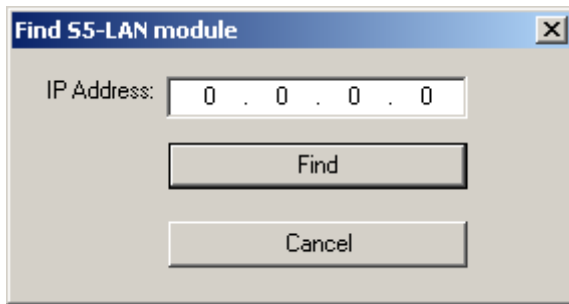 Find S5-LAN module
IP Address: 0 . 0 . 0 . 0
Find
Cancel